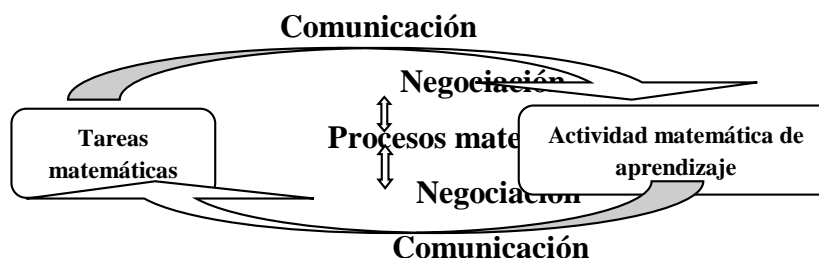 Comunicación
Negociación
Tareas
matemáticas
Procesos mate
Actividad matemática de
aprendizaje
Negociación
Comunicación